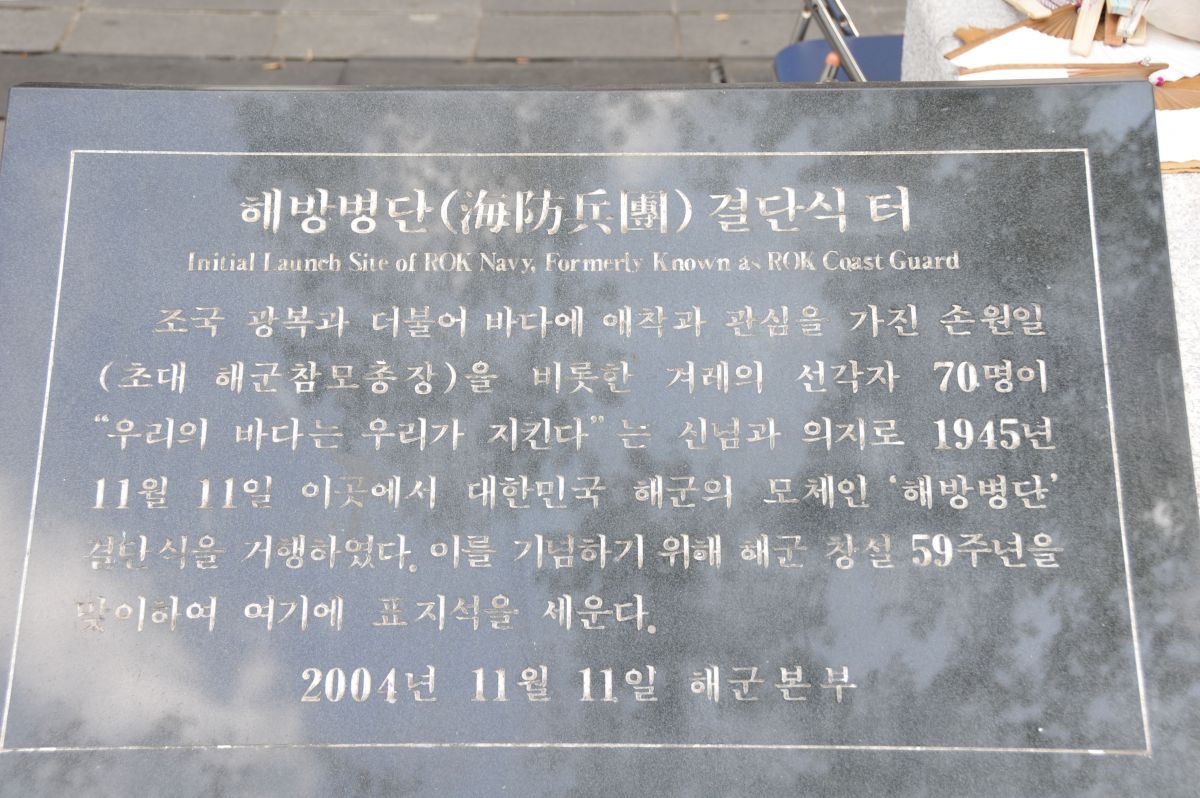 해방병단(海防兵團) 결단식 터
Initial Launch Site of ROK Navy, Formerly Known as ROK Coast Guard
조국 광복과 더불어 바다에 애착과 관심을 가진 손원일
(초대 해군참모총장)을 비롯한 겨레의 선각자 70명이
“우리의 바다는 우리가 지킨다”는 신념과 의지로 1945년
11월 11일 이곳에서 대한민국 해군의 모체인 ‘해방병단’
결단식을 거행하였다. 이를 기념하기 위해 해군 창설 59주년을
맞이하여 여기에 표지석을 세운다.
2004년 11월 11일 해군본부